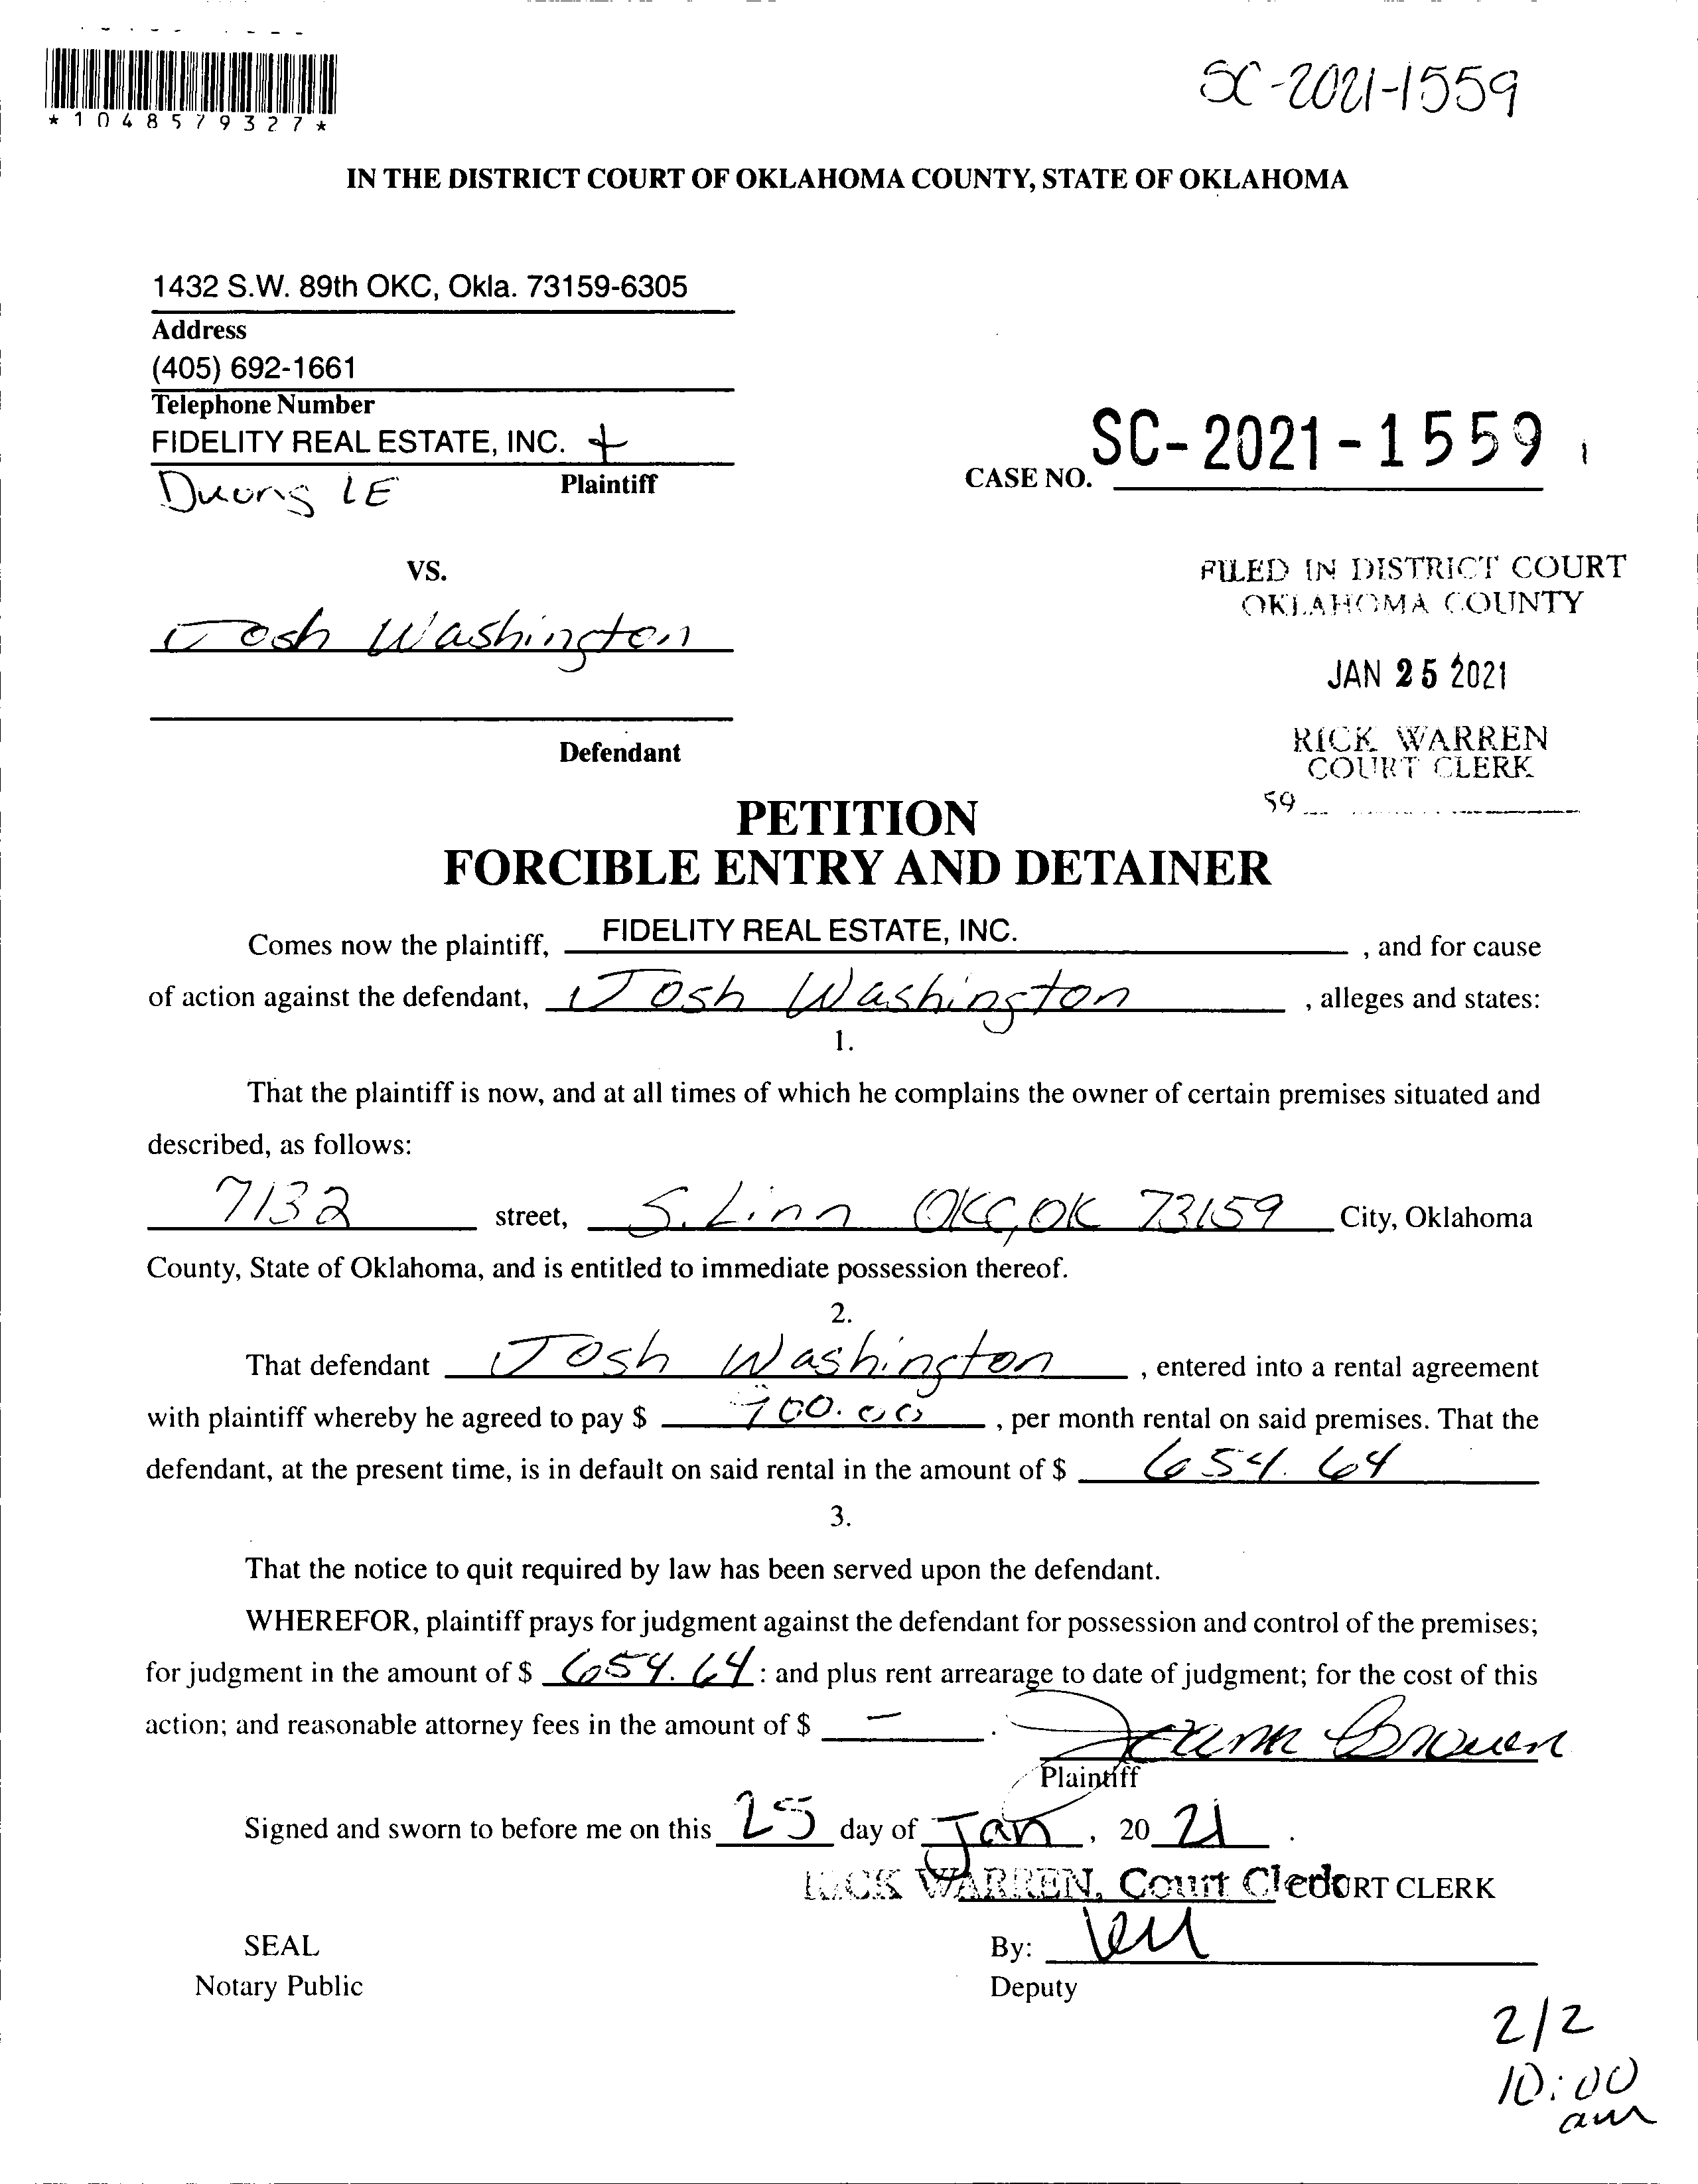 *1048579327*
SC-2021-1559
IN THE DISTRICT COURT OF OKLAHOMA COUNTY, STATE OF OKLAHOMA
1432 S.W. 89th OKC, Okla. 73159-6305
Address
(405) 692-1661
Telephone Number
FIDELITY REAL ESTATE, INC. +
Duong LE Plaintiff
CASE NO. SC-2021-1559
VS.
Josh Washington
Defendant
FILED IN DISTRICT COURT
OKLAHOMA COUNTY
JAN 25 2021
RICK WARREN
COURT CLERK
59
PETITION
FORCIBLE ENTRY AND DETAINER
Comes now the plaintiff, FIDELITY REAL ESTATE, INC. , and for cause
of action against the defendant, Josh Washington , alleges and states:
1.
That the plaintiff is now, and at all times of which he complains the owner of certain premises situated and
described, as follows:
7132 street, S. Linn OKC, OK 73159 City, Oklahoma
County, State of Oklahoma, and is entitled to immediate possession thereof.
2.
That defendant Josh Washington , entered into a rental agreement
with plaintiff whereby he agreed to pay $ 700.00 , per month rental on said premises. That the
defendant, at the present time, is in default on said rental in the amount of $ 654.64
3.
That the notice to quit required by law has been served upon the defendant.
WHEREFOR, plaintiff prays for judgment against the defendant for possession and control of the premises;
for judgment in the amount of $ 654.64 : and plus rent arrearage to date of judgment; for the cost of this
action; and reasonable attorney fees in the amount of $ — .
Brown
Plaintiff
Signed and sworn to before me on this 25 day of Jan , 20 21 .
RICK WARREN, Court Clerk COURT CLERK
SEAL
Notary Public
By:
Deputy
2/2
10:00
am